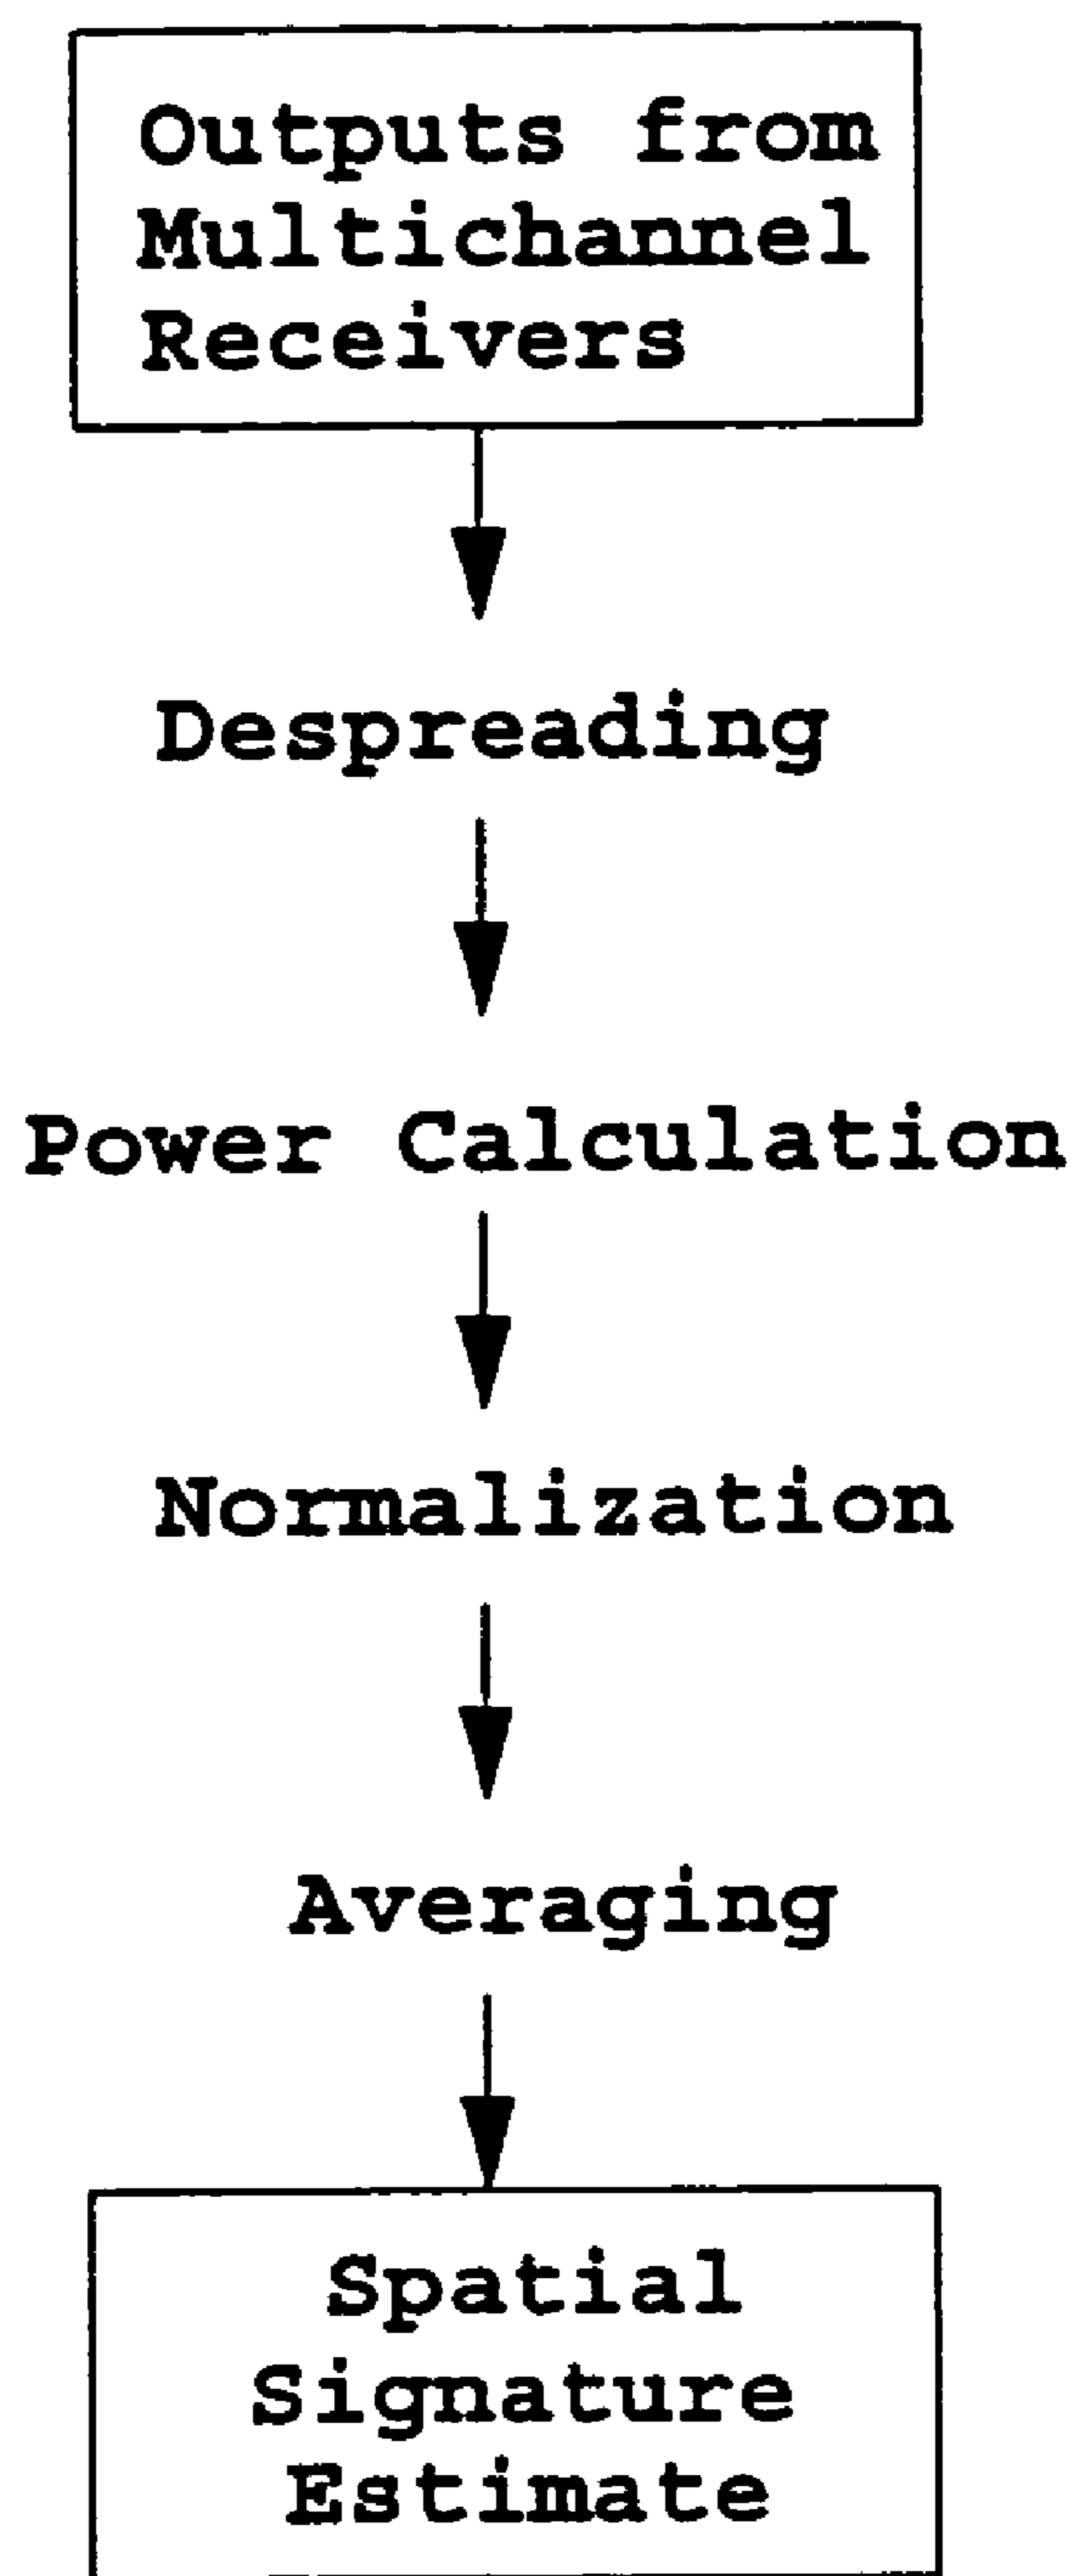 Outputs from
Multichannel
Receivers
Despreading
Power Calculation
Normalization
Averaging
Spatial
Signature
Estimate